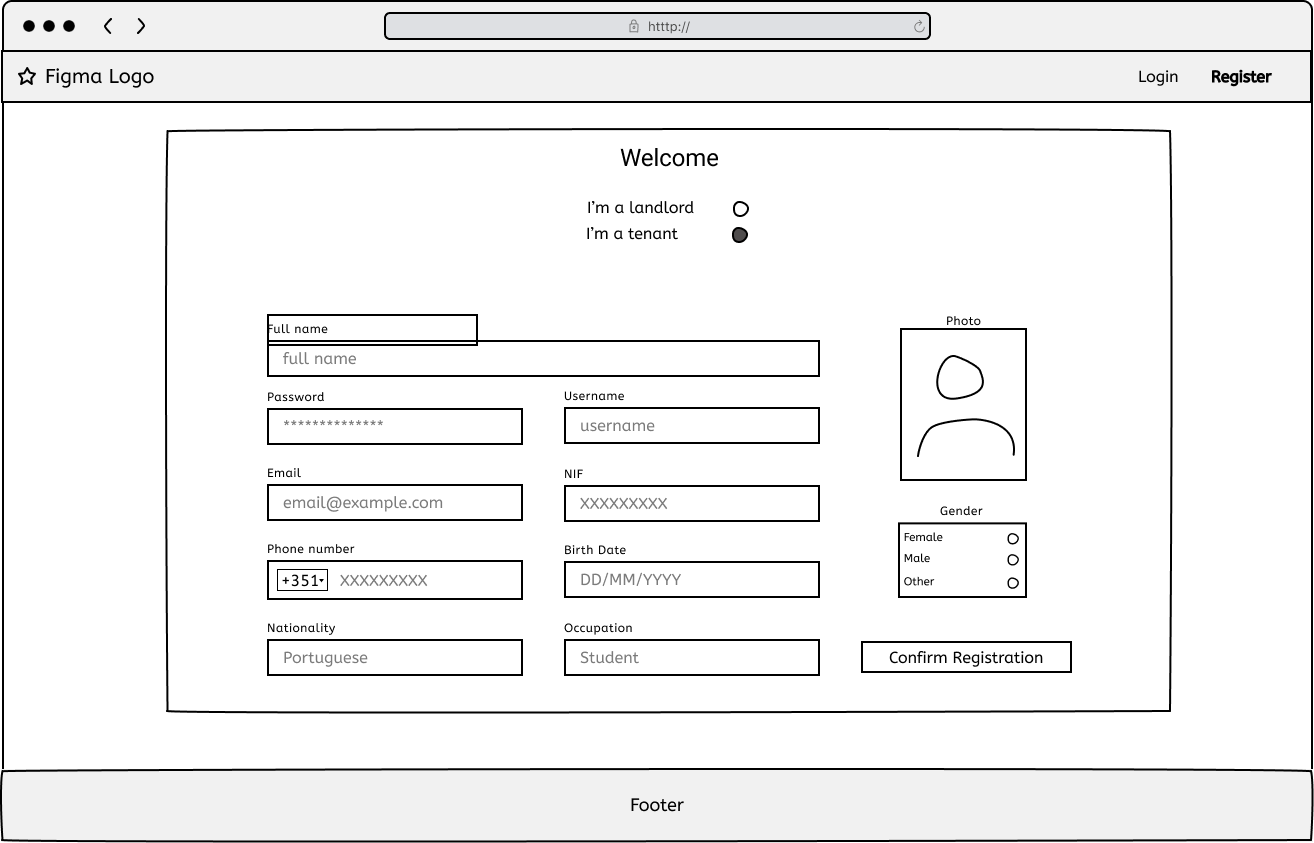 htttp://
Figma Logo
Login
Register
Welcome
I'm a landlord
I'm a tenant
Full name
full name
Photo
Password
Username
**************
username
Email
NIF
email@example.com
XXXXXXXXX
Gender
Female
Male
Other
Phone number
Birth Date
+351 XXXXXXXXX
DD/MM/YYYY
Nationality
Occupation
Portuguese
Student
Confirm Registration
Footer